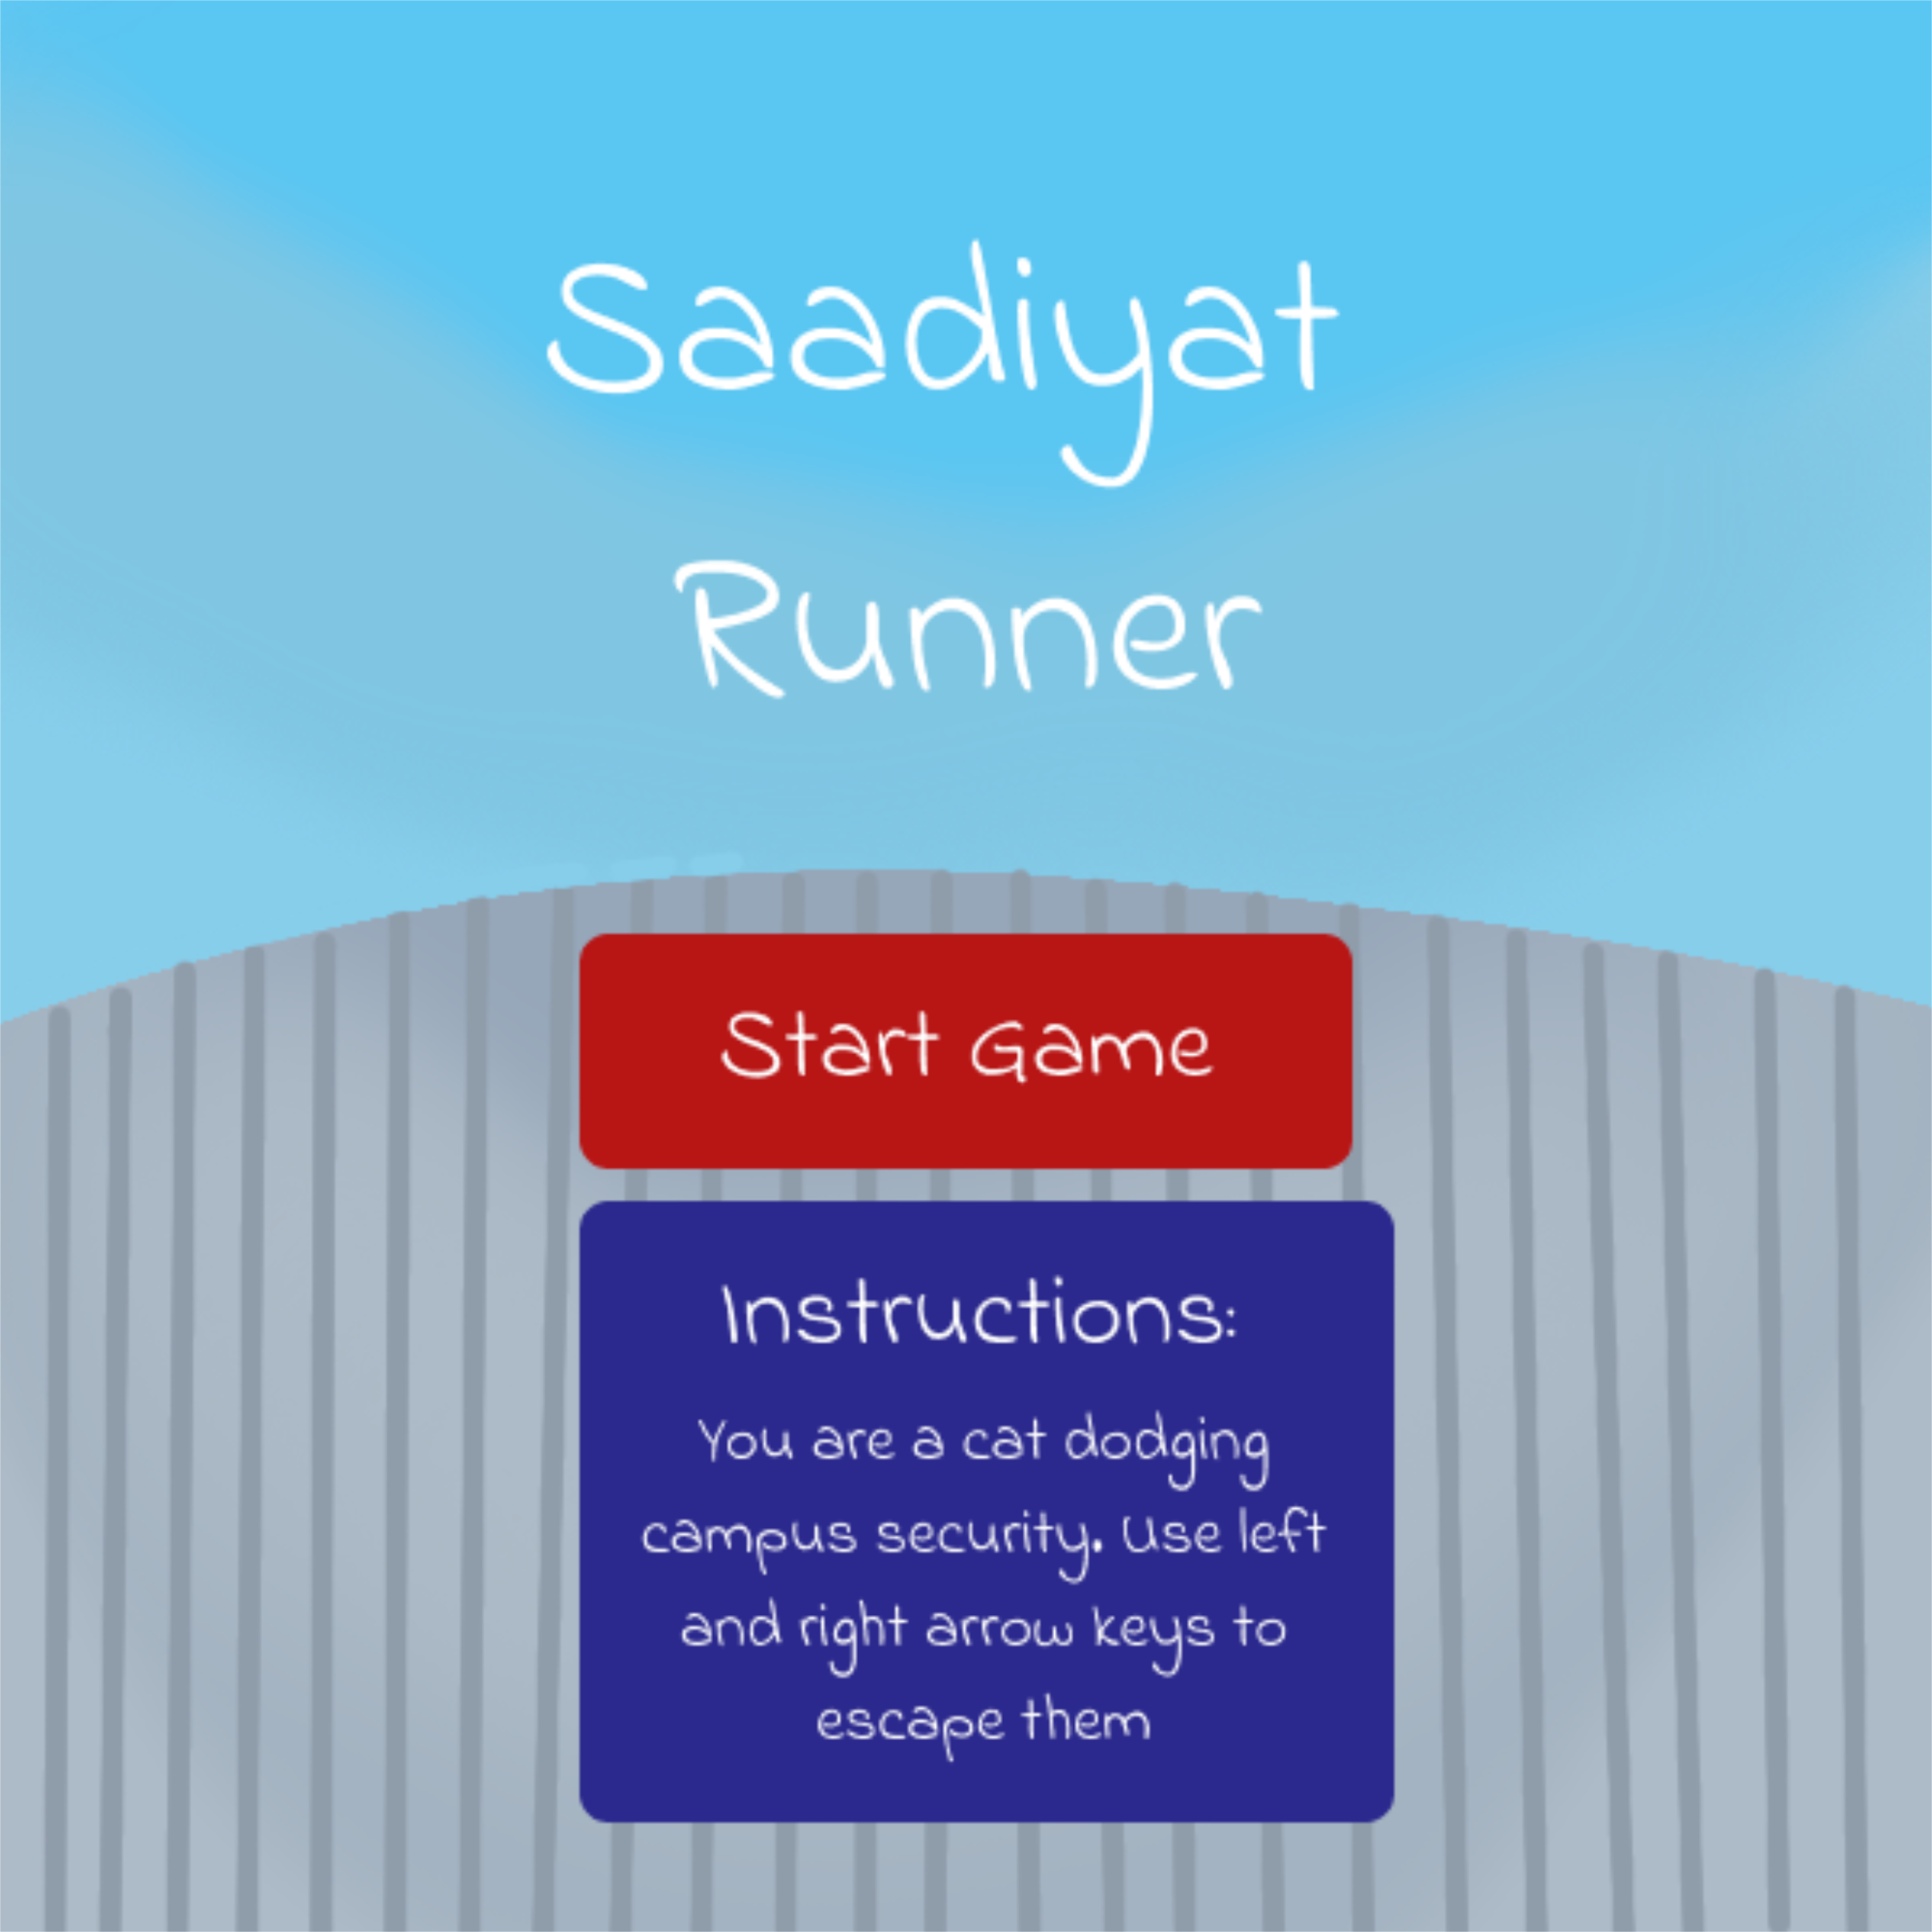 Saadiyat
Runner
Start Game
Instructions:
You are a cat dodging
campus security. Use left
and right arrow keys to
escape them